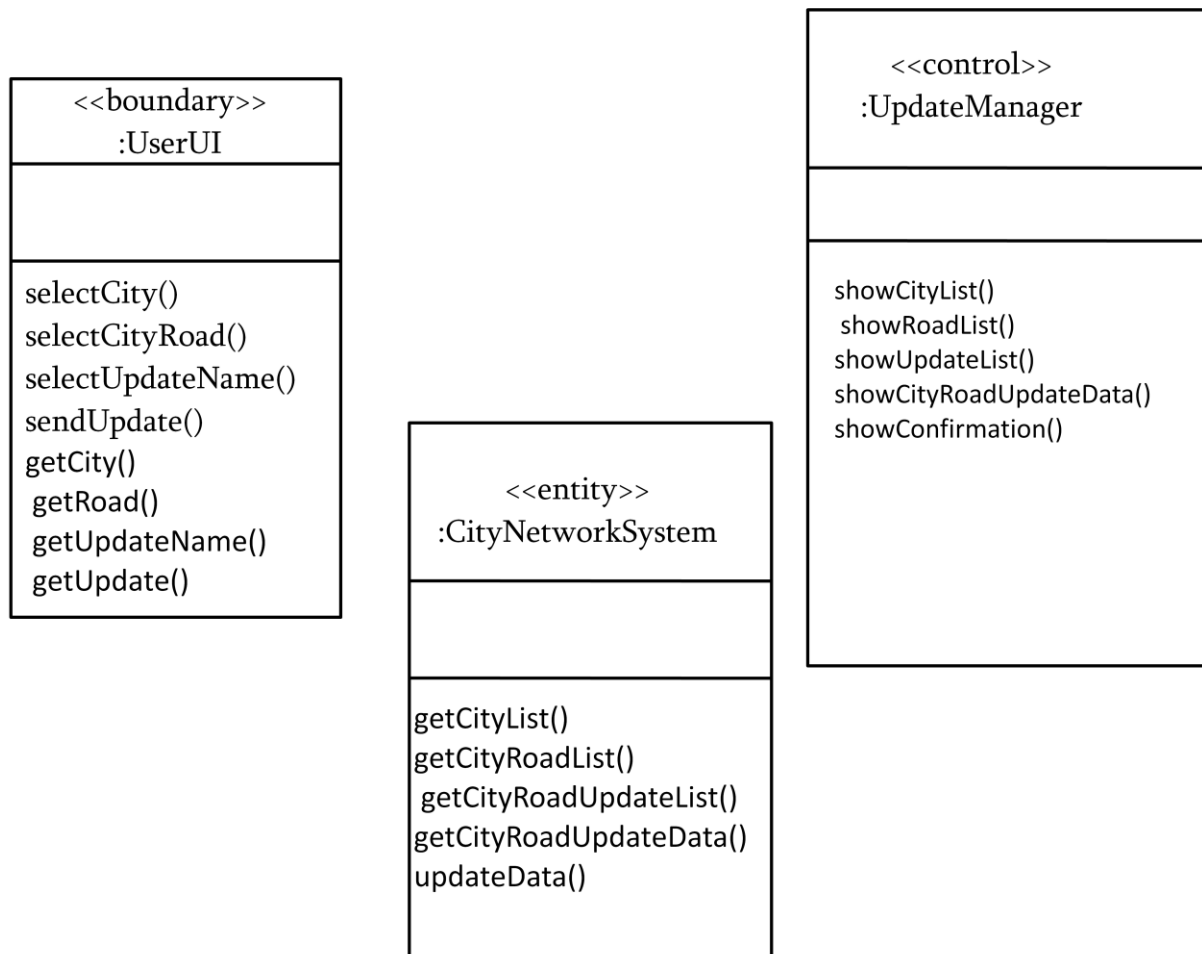 <<boundary>>
:UserUI
selectCity()
selectCityRoad()
selectUpdateName()
sendUpdate()
getCity()
getRoad()
getUpdateName()
getUpdate()
<<entity>>
:CityNetworkSystem
getCityList()
getCityRoadList()
getCityRoadUpdateList()
getCityRoadUpdateData()
updateData()
<<control>>
:UpdateManager
showCityList()
showRoadList()
showUpdateList()
showCityRoadUpdateData()
showConfirmation()